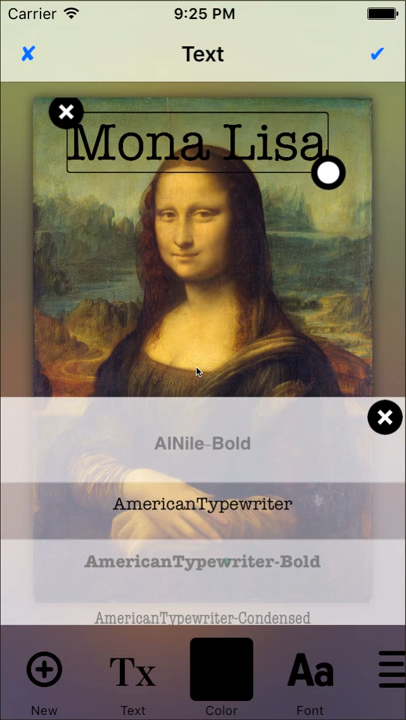 Carrier 9:25 PM
✘ Text ✔
Mona Lisa
AlNile-Bold
AmericanTypewriter
AmericanTypewriter-Bold
AmericanTypewriter-Condensed
Tx Aa
New Text Color Font